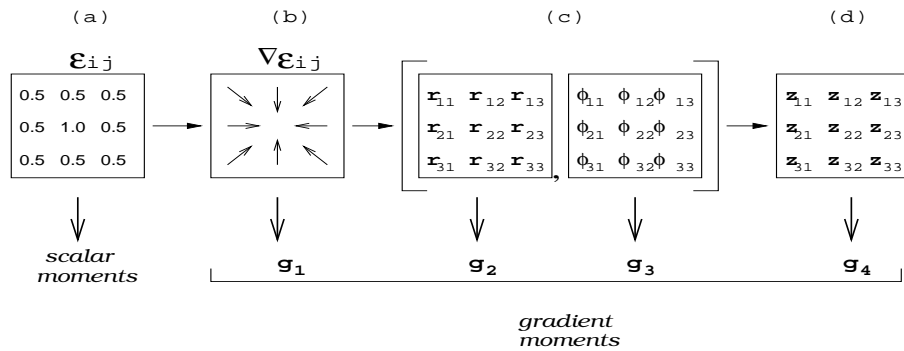 (a) (b) (c) (d)
εij ∇εij
0.5 0.5 0.5 r11 r12 r13 ϕ11 ϕ12 ϕ13 z11 z12 z13
0.5 1.0 0.5 r21 r22 r23 ϕ21 ϕ22 ϕ23 z21 z22 z23
0.5 0.5 0.5 r31 r32 r33 , ϕ31 ϕ32 ϕ33 z31 z32 z33
scalar
moments
g1 g2 g3 g4
gradient
moments